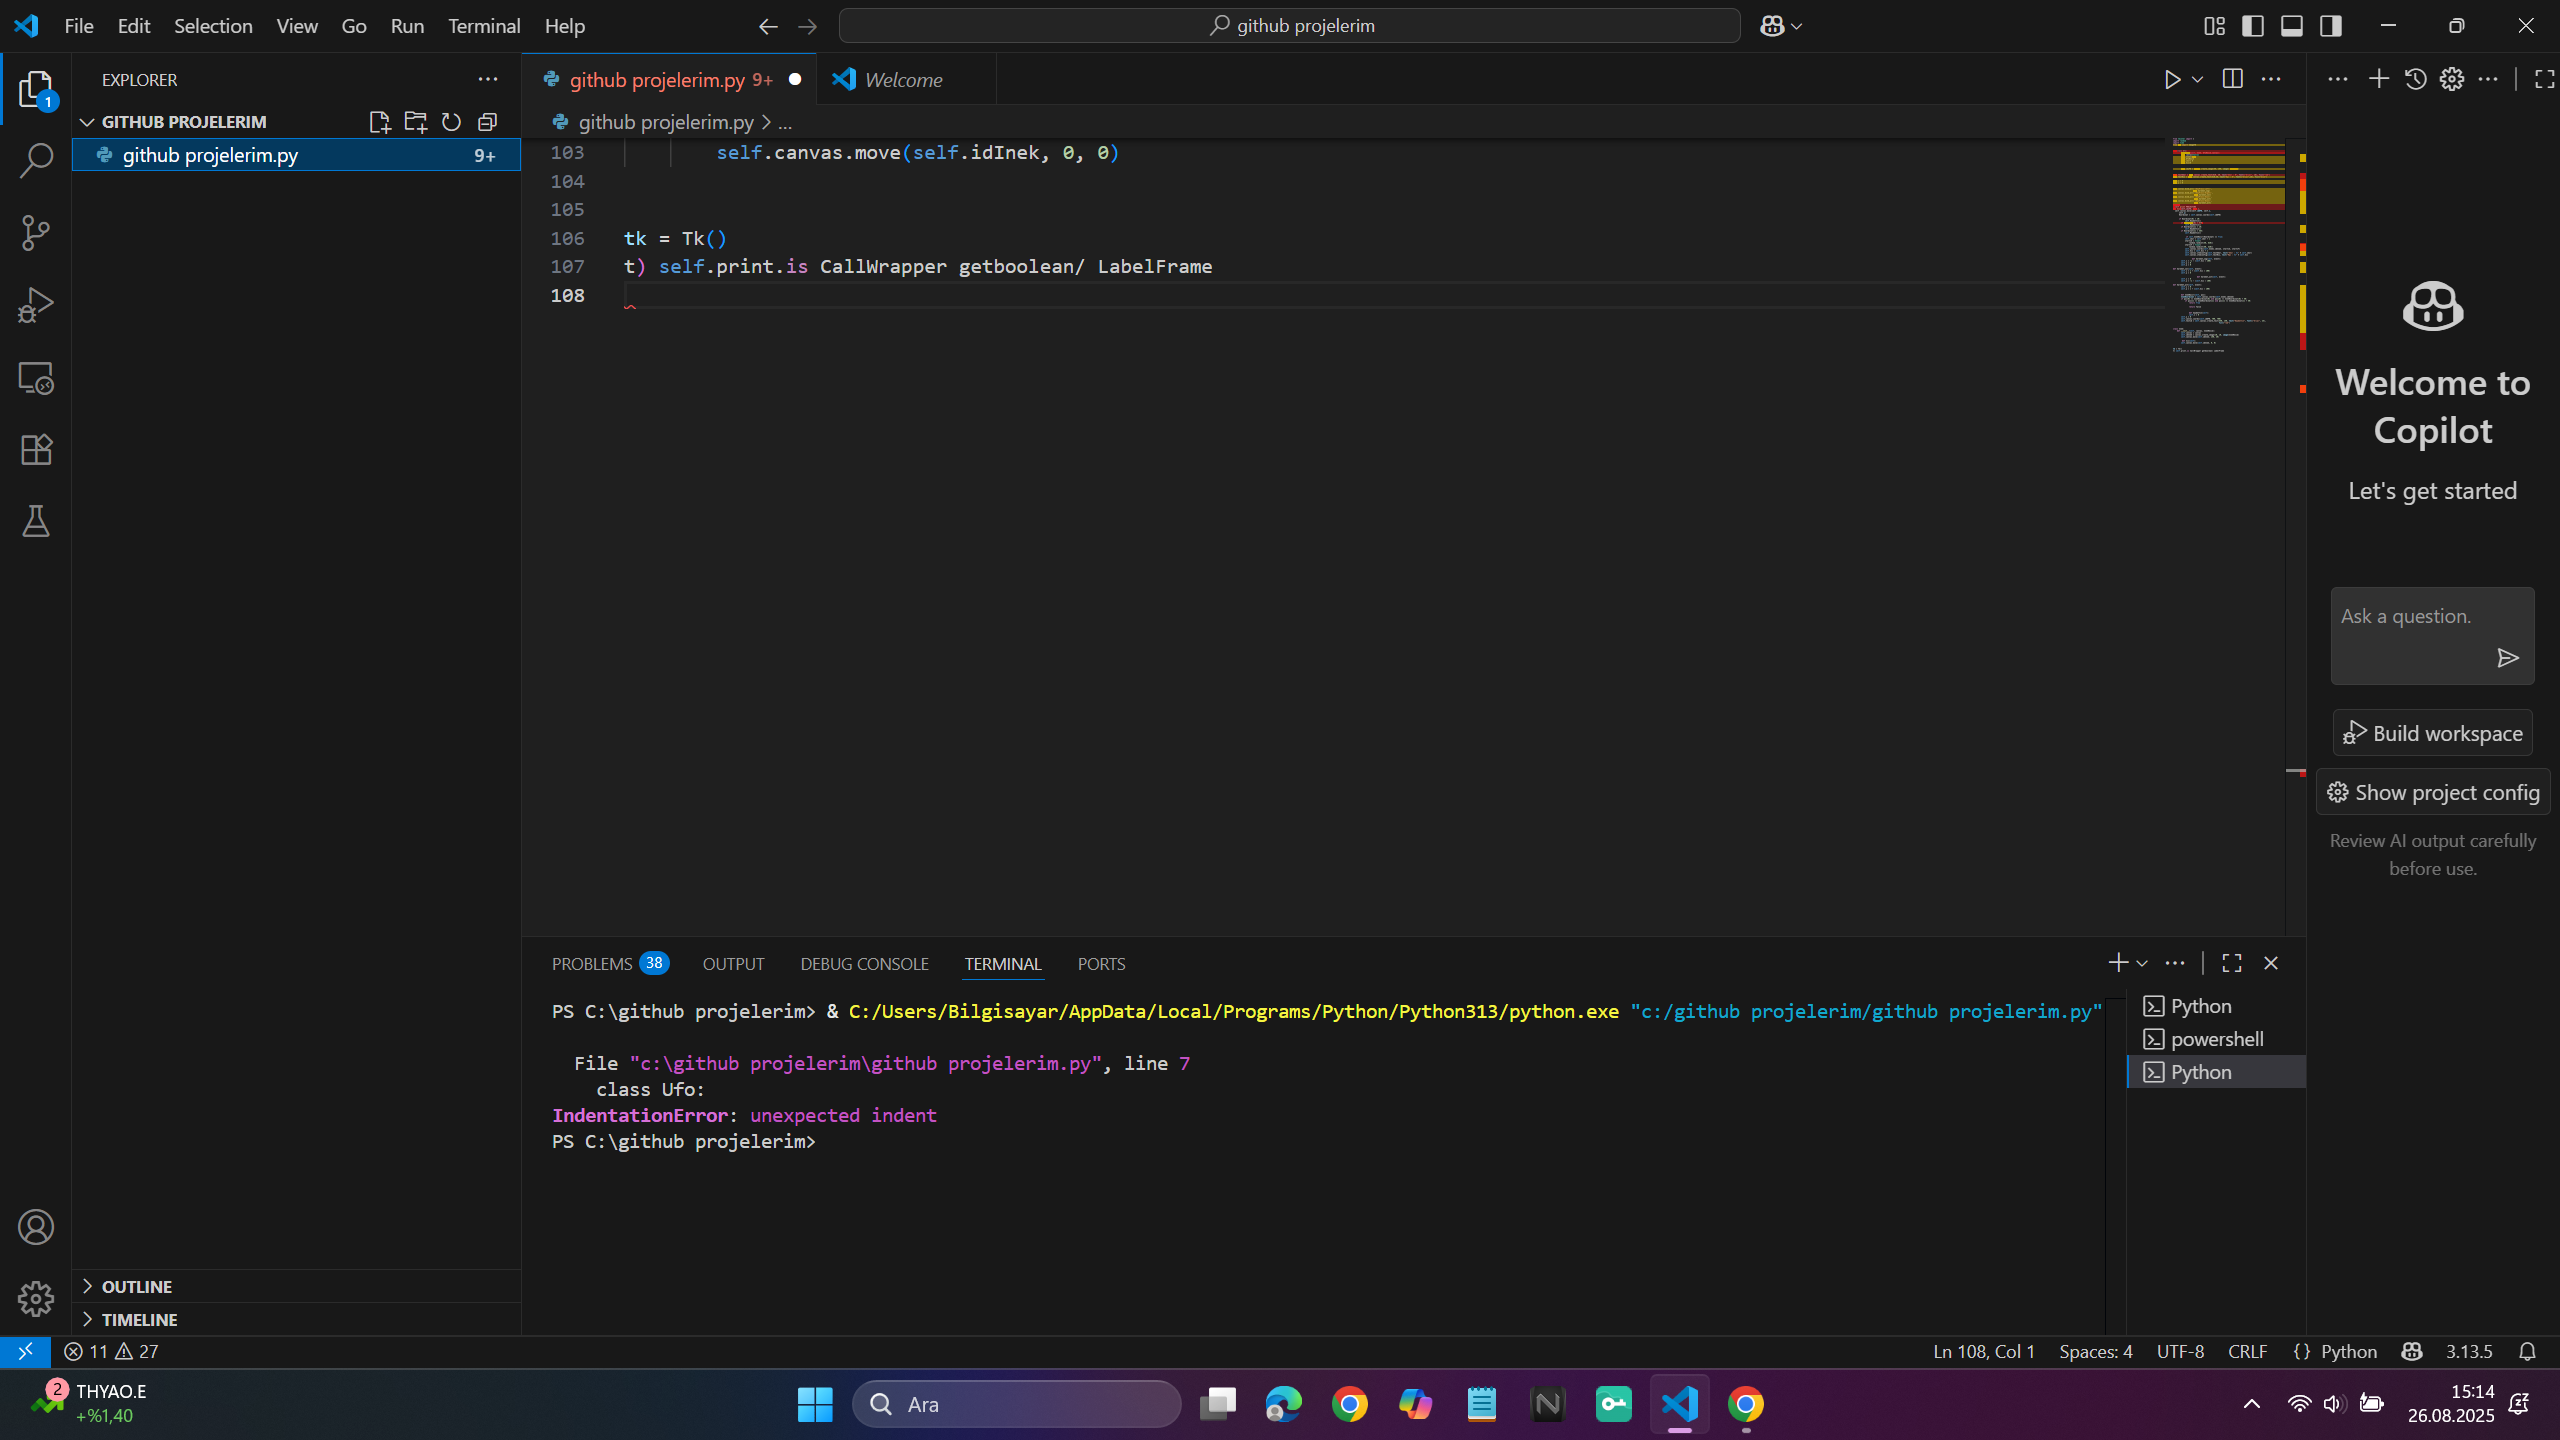 File Edit Selection View Go Run Terminal Help
github projelerim
EXPLORER
GITHUB PROJELERIM
github projelerim.py 9+
1
github projelerim.py 9+
Welcome
github projelerim.py > ...
103 self.canvas.move(self.idInek, 0, 0)
104
105
106 tk = Tk()
107 t) self.print.is CallWrapper getboolean/ LabelFrame
108
Welcome to
Copilot
Let's get started
Ask a question.
Build workspace
Show project config
Review AI output carefully
before use.
PROBLEMS 38 OUTPUT DEBUG CONSOLE TERMINAL PORTS
PS C:\github projelerim> & C:/Users/Bilgisayar/AppData/Local/Programs/Python/Python313/python.exe "c:/github projelerim/github projelerim.py"
File "c:\github projelerim\github projelerim.py", line 7
class Ufo:
IndentationError: unexpected indent
PS C:\github projelerim>
Python
powershell
Python
OUTLINE
TIMELINE
11 27
Ln 108, Col 1 Spaces: 4 UTF-8 CRLF {} Python 3.13.5
2
THYAO.E
+%1,40
Ara
15:14
26.08.2025